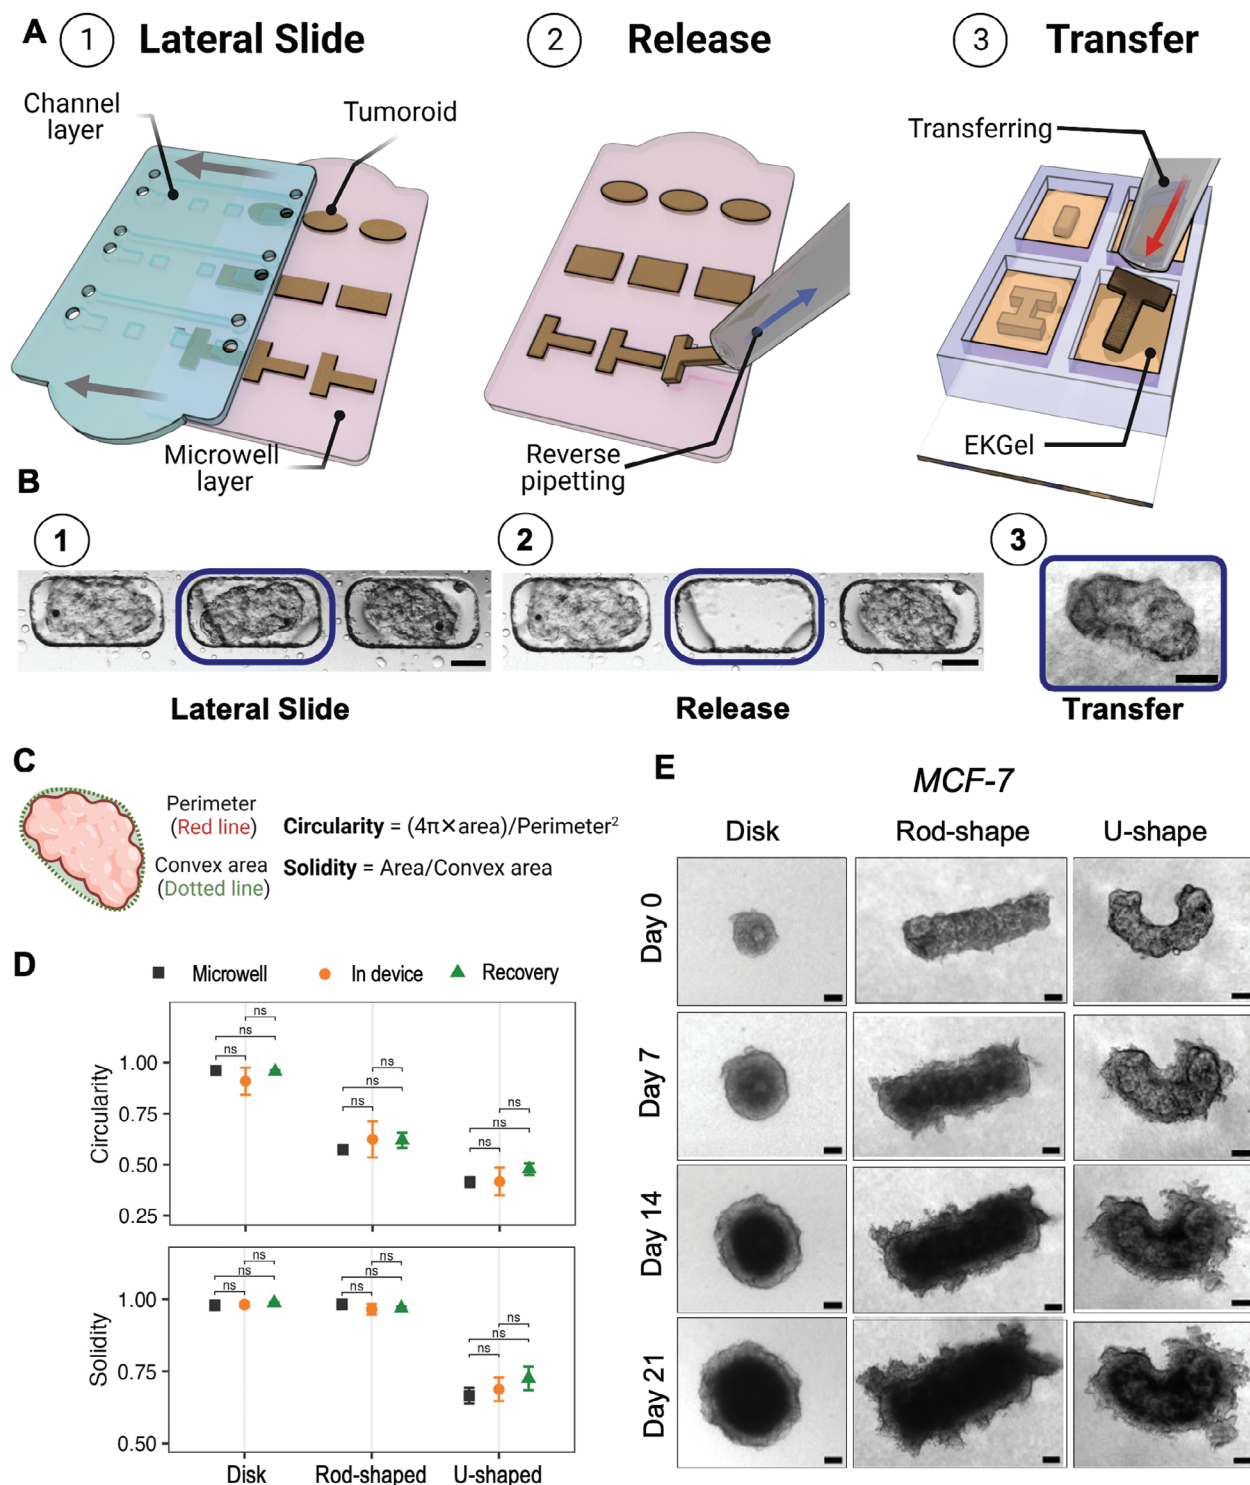 A
1 Lateral Slide
2 Release
3 Transfer
Channel
layer
Tumoroid
Microwell
layer
Reverse
pipetting
Transferring
EKGel
B
1
2
3
Lateral Slide
Release
Transfer
C
Perimeter
(Red line)
Convex area
(Dotted line)
Circularity = (4π×area)/Perimeter²
Solidity = Area/Convex area
D
Microwell
In device
Recovery
Circularity
1.00
0.75
0.50
0.25
ns
ns
ns
ns
ns
ns
ns
ns
ns
Solidity
1.00
0.75
0.50
ns
ns
ns
ns
ns
ns
ns
ns
ns
Disk
Rod-shaped
U-shaped
E
MCF-7
Disk
Rod-shape
U-shape
Day 0
Day 7
Day 14
Day 21